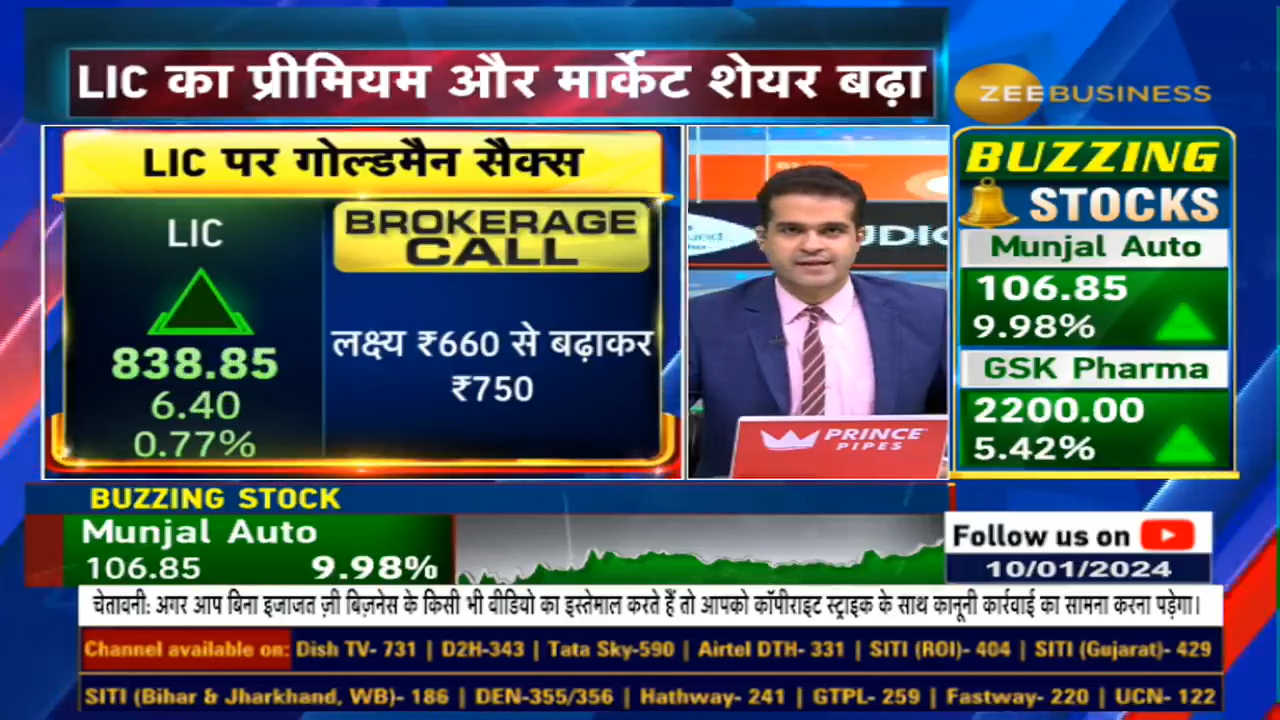 LIC का प्रीमियम और मार्केट शेयर बढ़ा
ZEEBUSINESS
LIC पर गोल्डमैन सैक्स
LIC
838.85
6.40
0.77%
BROKERAGE
CALL
लक्ष्य ₹660 से बढ़ाकर
₹750
PRINCE
PIPES
BUZZING
STOCKS
Munjal Auto
106.85
9.98%
GSK Pharma
2200.00
5.42%
BUZZING STOCK
Munjal Auto
106.85 9.98%
Follow us on
10/01/2024
चेतावनी: अगर आप बिना इजाजत ज़ी बिज़नेस के किसी भी वीडियो का इस्तेमाल करते हैं तो आपको कॉपीराइट स्ट्राइक के साथ कानूनी कार्रवाई का सामना करना पड़ेगा।
Channel available on: Dish TV- 731 | D2H-343 | Tata Sky-590 | Airtel DTH- 331 | SITI (ROI)- 404 | SITI (Gujarat)- 429
SITI (Bihar & Jharkhand, WB)- 186 | DEN-355/356 | Hathway- 241 | GTPL- 259 | Fastway- 220 | UCN- 122